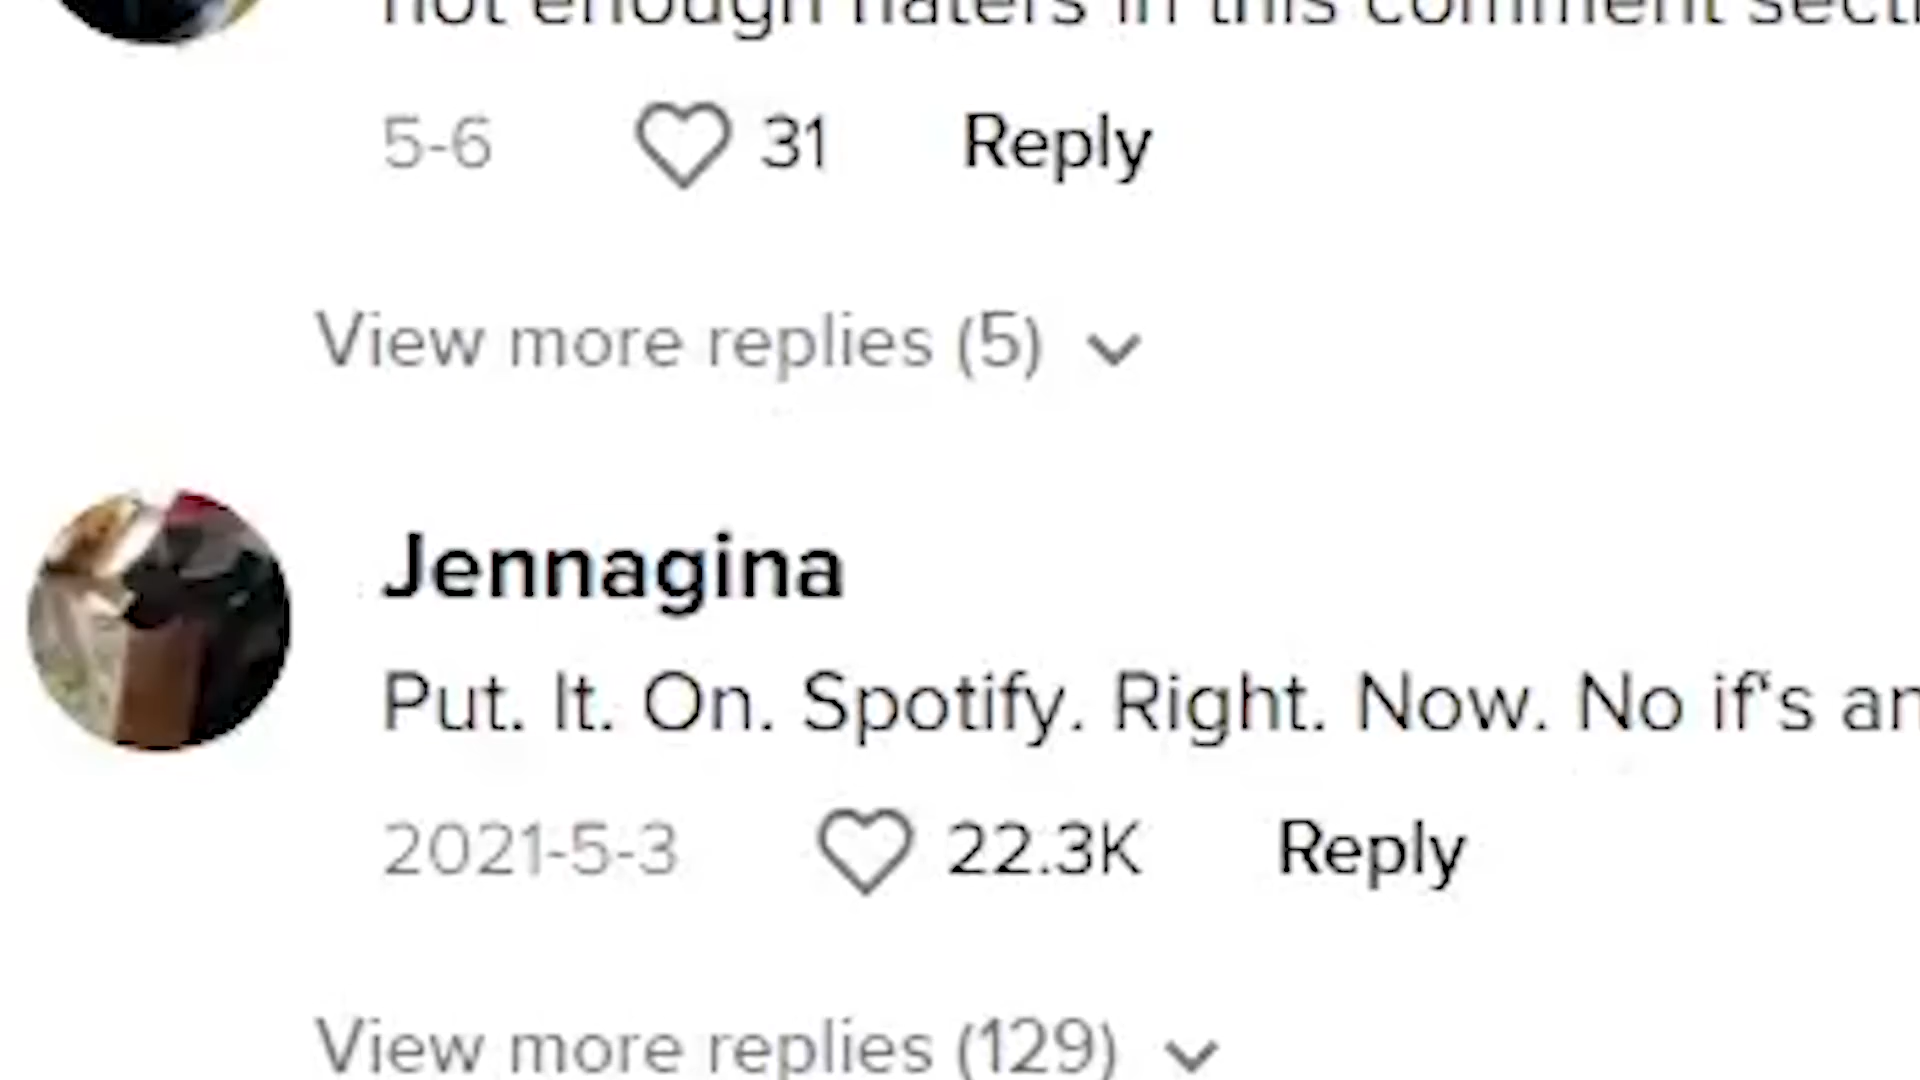 not enough haters in this comment secti
5-6 31 Reply
View more replies (5)
Jennagina
Put. It. On. Spotify. Right. Now. No if's an
2021-5-3 22.3K Reply
View more replies (129)